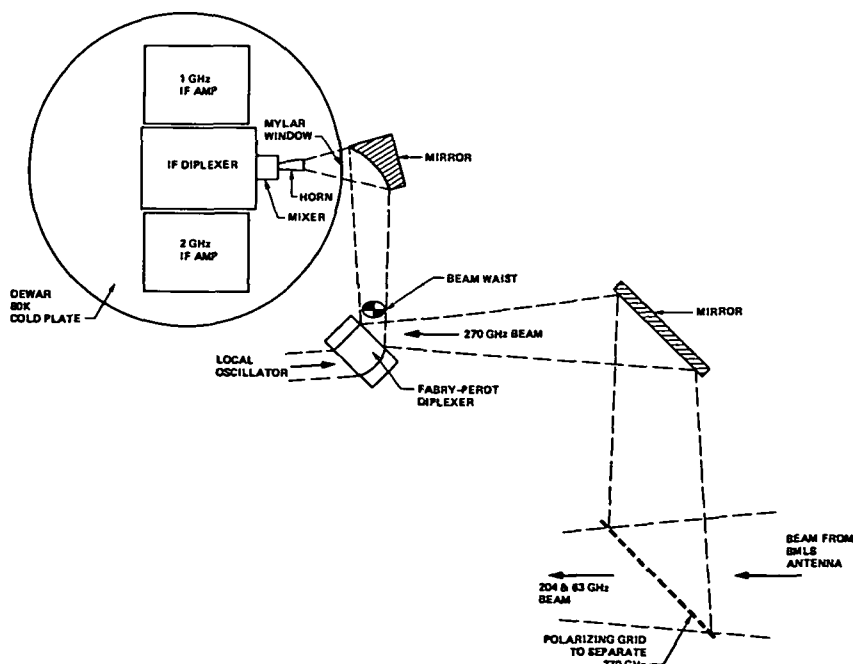 1 GHz
IF AMP
MYLAR
WINDOW
IF DIPLEXER
MIRROR
HORN
MIXER
2 GHz
IF AMP
DEWAR
80K
COLD PLATE
BEAM WAIST
MIRROR
270 GHz BEAM
LOCAL
OSCILLATOR
FABRY-PEROT
DIPLEXER
BEAM FROM
BMLS
ANTENNA
204 & 63 GHz
BEAM
POLARIZING GRID
TO SEPARATE
270 GHz